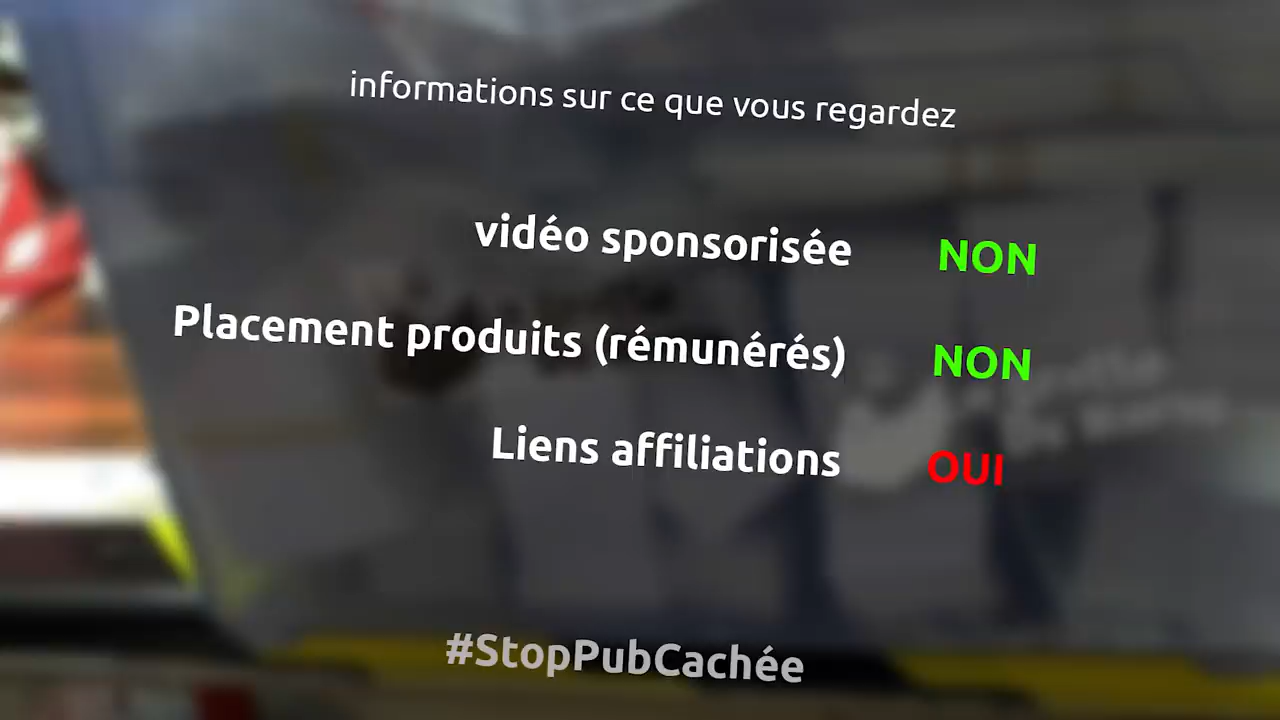 informations sur ce que vous regardez
vidéo sponsorisée NON
Placement produits (rémunérés) NON
Liens affiliations OUI
#StopPubCachée